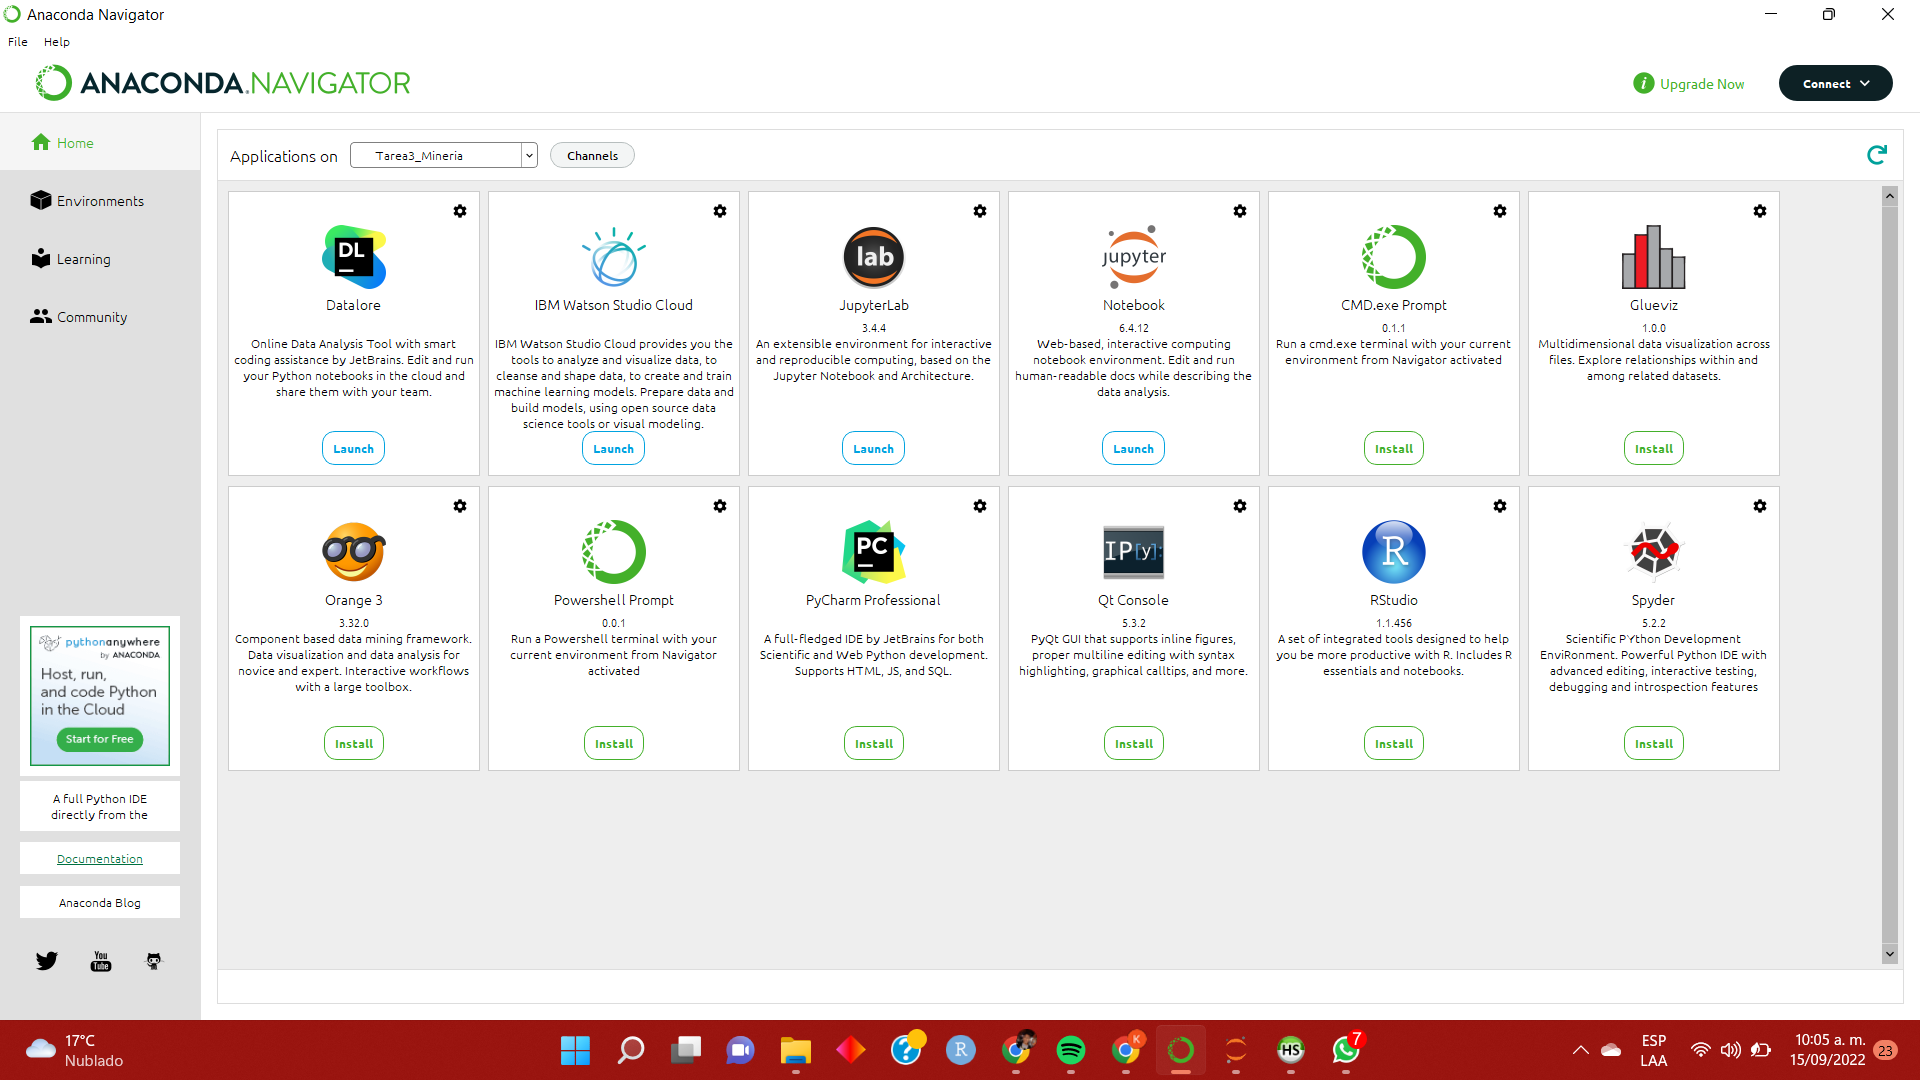 Anaconda Navigator
File Help
ANACONDA.NAVIGATOR
i Upgrade Now
Connect
Home
Environments
Learning
Community
Applications on
Tarea3_Mineria
Channels
DL
Datalore
Online Data Analysis Tool with smart
coding assistance by JetBrains. Edit and run
your Python notebooks in the cloud and
share them with your team.
Launch
IBM Watson Studio Cloud
IBM Watson Studio Cloud provides you the
tools to analyze and visualize data, to
cleanse and shape data, to create and train
machine learning models. Prepare data and
build models, using open source data
science tools or visual modeling.
Launch
lab
JupyterLab
3.4.4
An extensible environment for interactive
and reproducible computing, based on the
Jupyter Notebook and Architecture.
Launch
jupyter
Notebook
6.4.12
Web-based, interactive computing
notebook environment. Edit and run
human-readable docs while describing the
data analysis.
Launch
CMD.exe Prompt
0.1.1
Run a cmd.exe terminal with your current
environment from Navigator activated
Install
Glueviz
1.0.0
Multidimensional data visualization across
files. Explore relationships within and
among related datasets.
Install
Orange 3
3.32.0
Component based data mining framework.
Data visualization and data analysis for
novice and expert. Interactive workflows
with a large toolbox.
Install
Powershell Prompt
0.0.1
Run a Powershell terminal with your
current environment from Navigator
activated
Install
PC
PyCharm Professional
A full-fledged IDE by JetBrains for both
Scientific and Web Python development.
Supports HTML, JS, and SQL.
Install
IP[y]:
Qt Console
5.3.2
PyQt GUI that supports inline figures,
proper multiline editing with syntax
highlighting, graphical calltips, and more.
Install
R
RStudio
1.1.456
A set of integrated tools designed to help
you be more productive with R. Includes R
essentials and notebooks.
Install
Spyder
5.2.2
Scientific PYthon Development
EnviRonment. Powerful Python IDE with
advanced editing, interactive testing,
debugging and introspection features
Install
pythonanywhere
by ANACONDA
Host, run,
and code Python
in the Cloud
Start for Free
A full Python IDE
directly from the
Documentation
Anaconda Blog
You
Tube
17°C
Nublado
R
K
HS
7
ESP
LAA
10:05 a. m.
15/09/2022
23